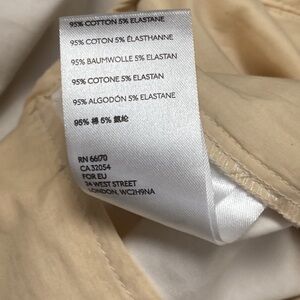 95% COTTON 5% ELASTANE
95% COTON 5% ÉLASTHANNE
95% BAUMWOLLE 5% ELASTAN
95% COTONE 5% ELASTAN
95% ALGODÓN 5% ELASTANE
95% 棉 5% 氨纶
RN 66170
CA 32054
FOR EU
34 WEST STREET
LONDON, WC2H9NA